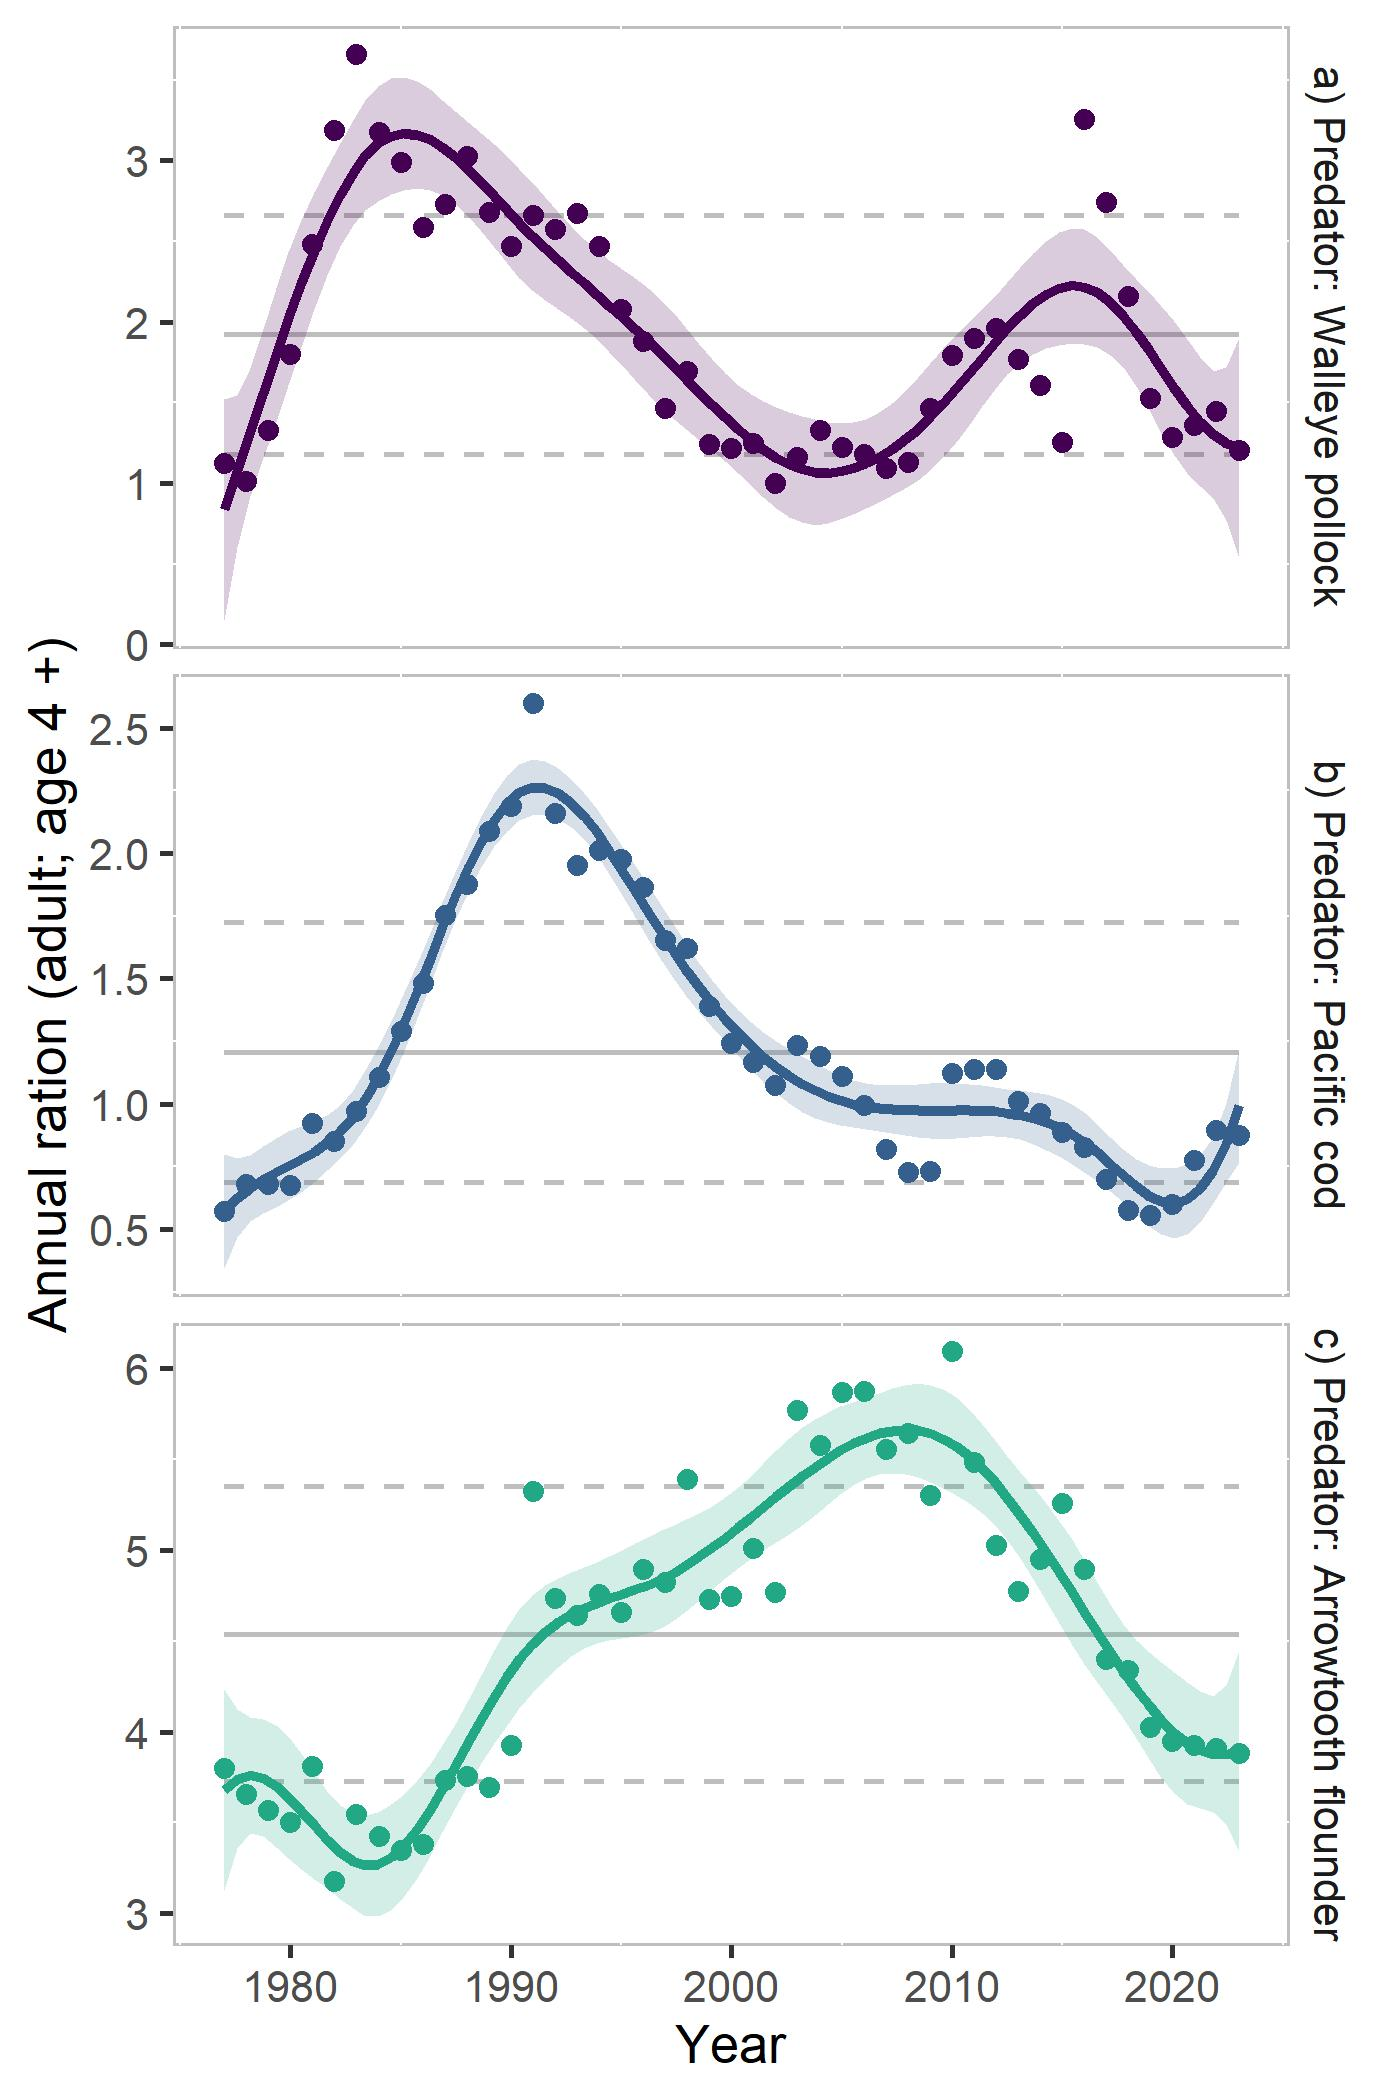 Annual ration (adult; age 4 +)
3
2
1
0
a) Predator: Walleye pollock
2.5
2.0
1.5
1.0
0.5
b) Predator: Pacific cod
6
5
4
3
c) Predator: Arrowtooth flounder
1980 1990 2000 2010 2020
Year